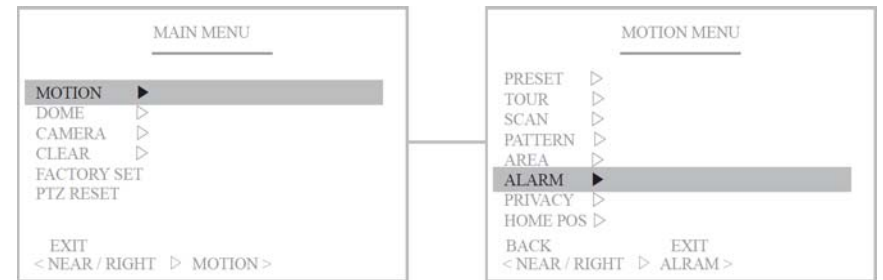 MAIN MENU
MOTION ▶
DOME ▷
CAMERA ▷
CLEAR ▷
FACTORY SET
PTZ RESET
EXIT
< NEAR / RIGHT ▷ MOTION >
MOTION MENU
PRESET ▷
TOUR ▷
SCAN ▷
PATTERN ▷
AREA ▷
ALARM ▶
PRIVACY ▷
HOME POS ▷
BACK EXIT
< NEAR / RIGHT ▷ ALRAM >